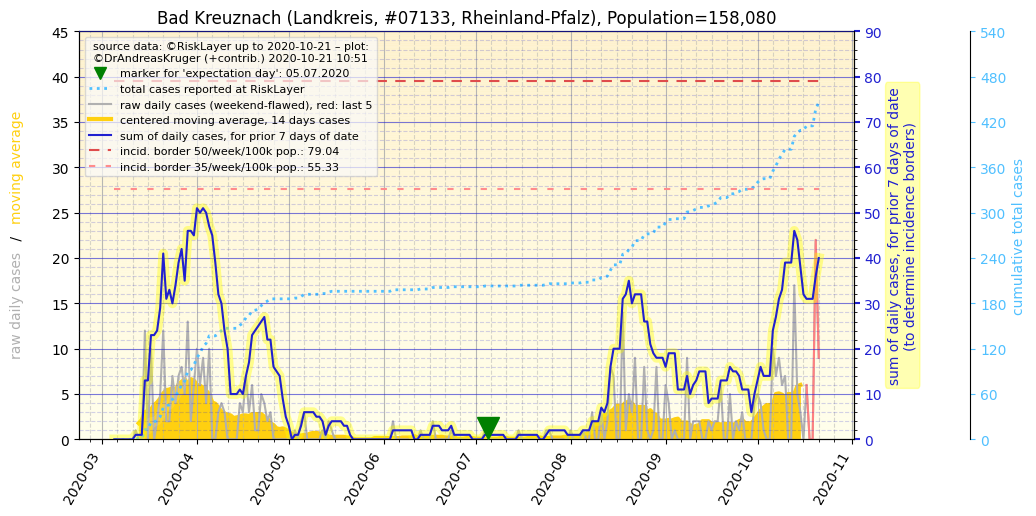 Bad Kreuznach (Landkreis, #07133, Rheinland-Pfalz), Population=158,080
source data: ©RiskLayer up to 2020-10-21 – plot:
©DrAndreasKruger (+contrib.) 2020-10-21 10:51
marker for 'expectation day': 05.07.2020
total cases reported at RiskLayer
raw daily cases (weekend-flawed), red: last 5
centered moving average, 14 days cases
sum of daily cases, for prior 7 days of date
incid. border 50/week/100k pop.: 79.04
incid. border 35/week/100k pop.: 55.33
raw daily cases / moving average
45
40
35
30
25
20
15
10
5
0
2020-03
2020-04
2020-05
2020-06
2020-07
2020-08
2020-09
2020-10
2020-11
90
80
70
60
50
40
30
20
10
0
sum of daily cases, for prior 7 days of date
(to determine incidence borders)
540
480
420
360
300
240
180
120
60
0
cumulative total cases